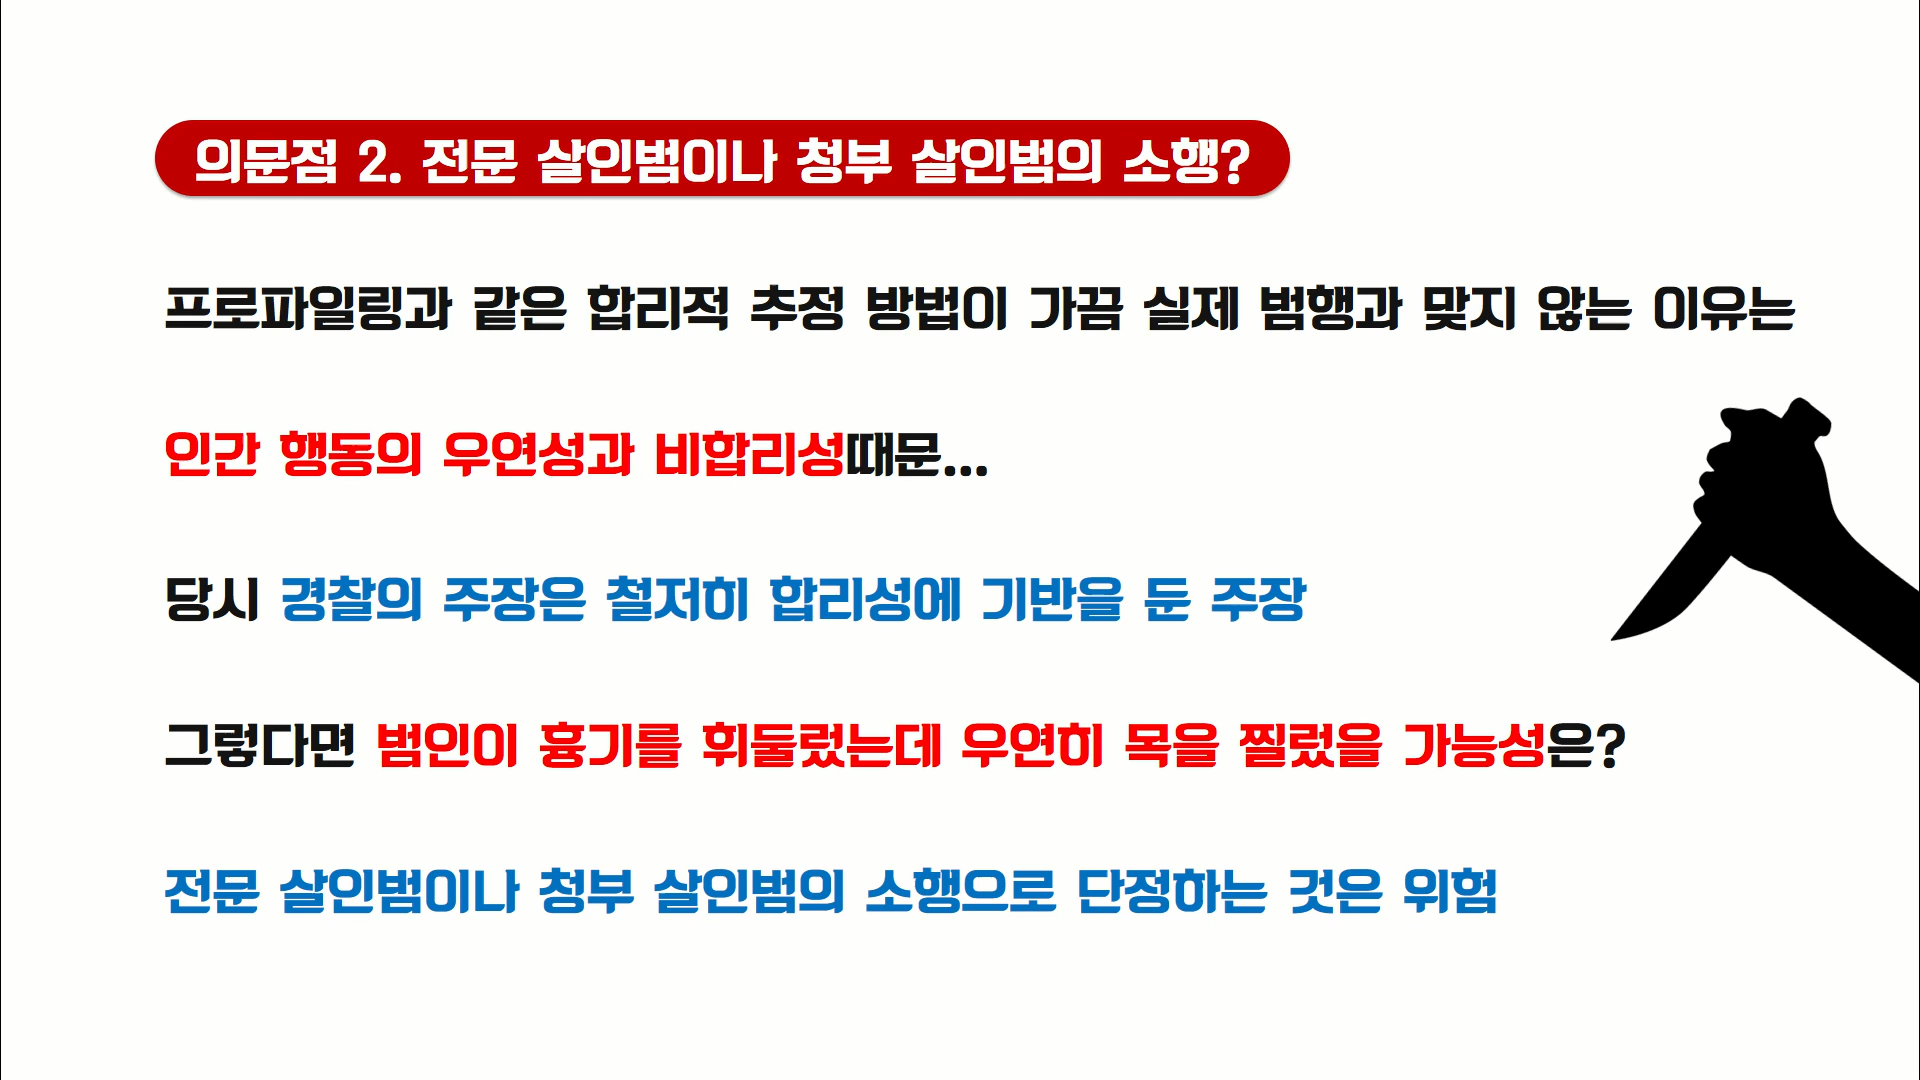 의문점 2. 전문 살인범이나 청부 살인범의 소행?
프로파일링과 같은 합리적 추정 방법이 가끔 실제 범행과 맞지 않는 이유는
인간 행동의 우연성과 비합리성때문...
당시 경찰의 주장은 철저히 합리성에 기반을 둔 주장
그렇다면 범인이 흉기를 휘둘렀는데 우연히 목을 찔렀을 가능성은?
전문 살인범이나 청부 살인범의 소행으로 단정하는 것은 위험